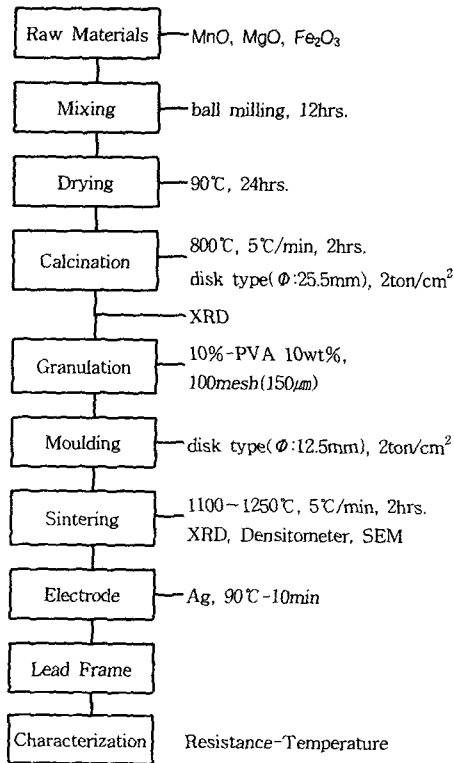 Raw Materials
MnO, MgO, Fe₂O₃
Mixing
ball milling, 12hrs.
Drying
90℃, 24hrs.
Calcination
800℃, 5℃/min, 2hrs.
disk type(Φ:25.5mm), 2ton/cm²
XRD
Granulation
10%-PVA 10wt%,
100mesh(150㎛)
Moulding
disk type(Φ:12.5mm), 2ton/cm²
Sintering
1100~1250℃, 5℃/min, 2hrs.
XRD, Densitometer, SEM
Electrode
Ag, 90℃-10min
Lead Frame
Characterization
Resistance-Temperature